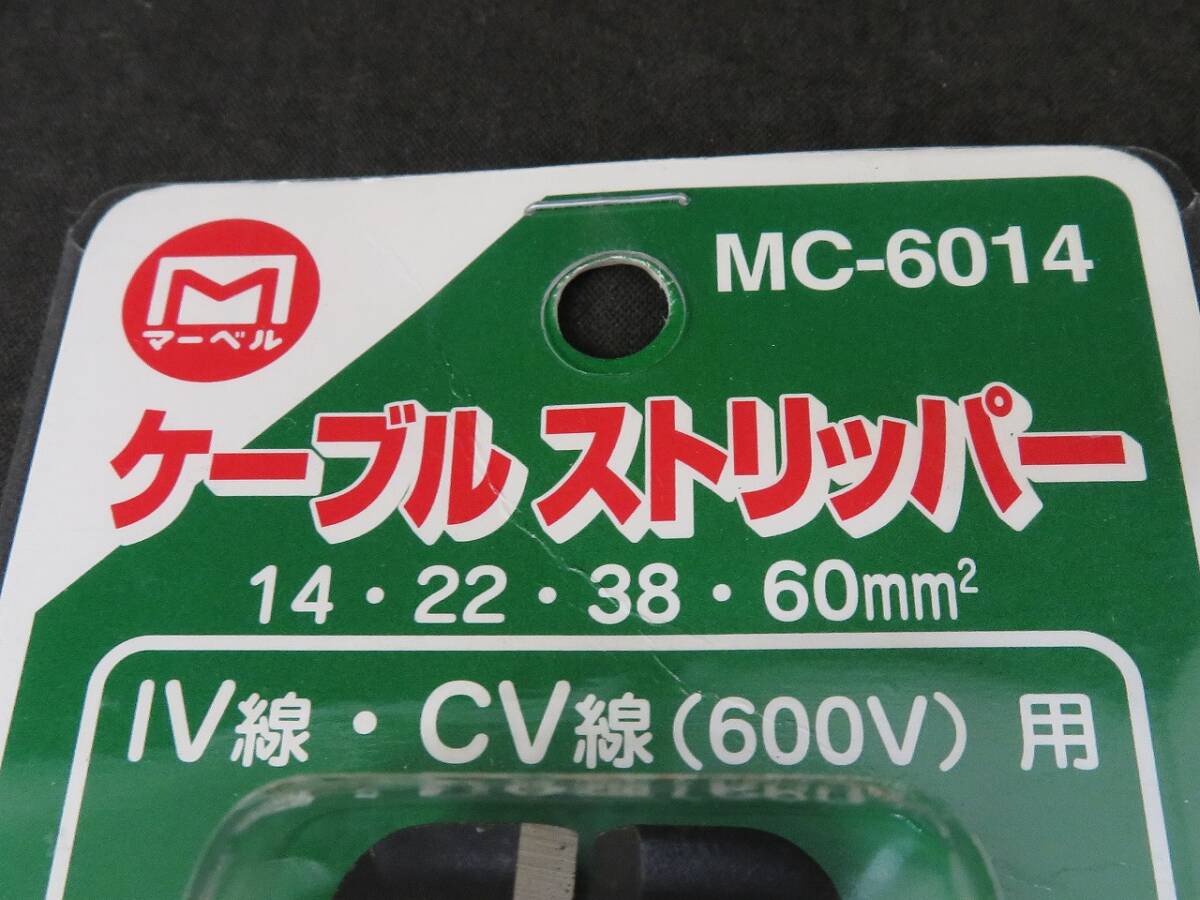 MC-6014
M
マーベル
ケーブル ストリッパー
14・22・38・60mm²
IV線・CV線(600V)用